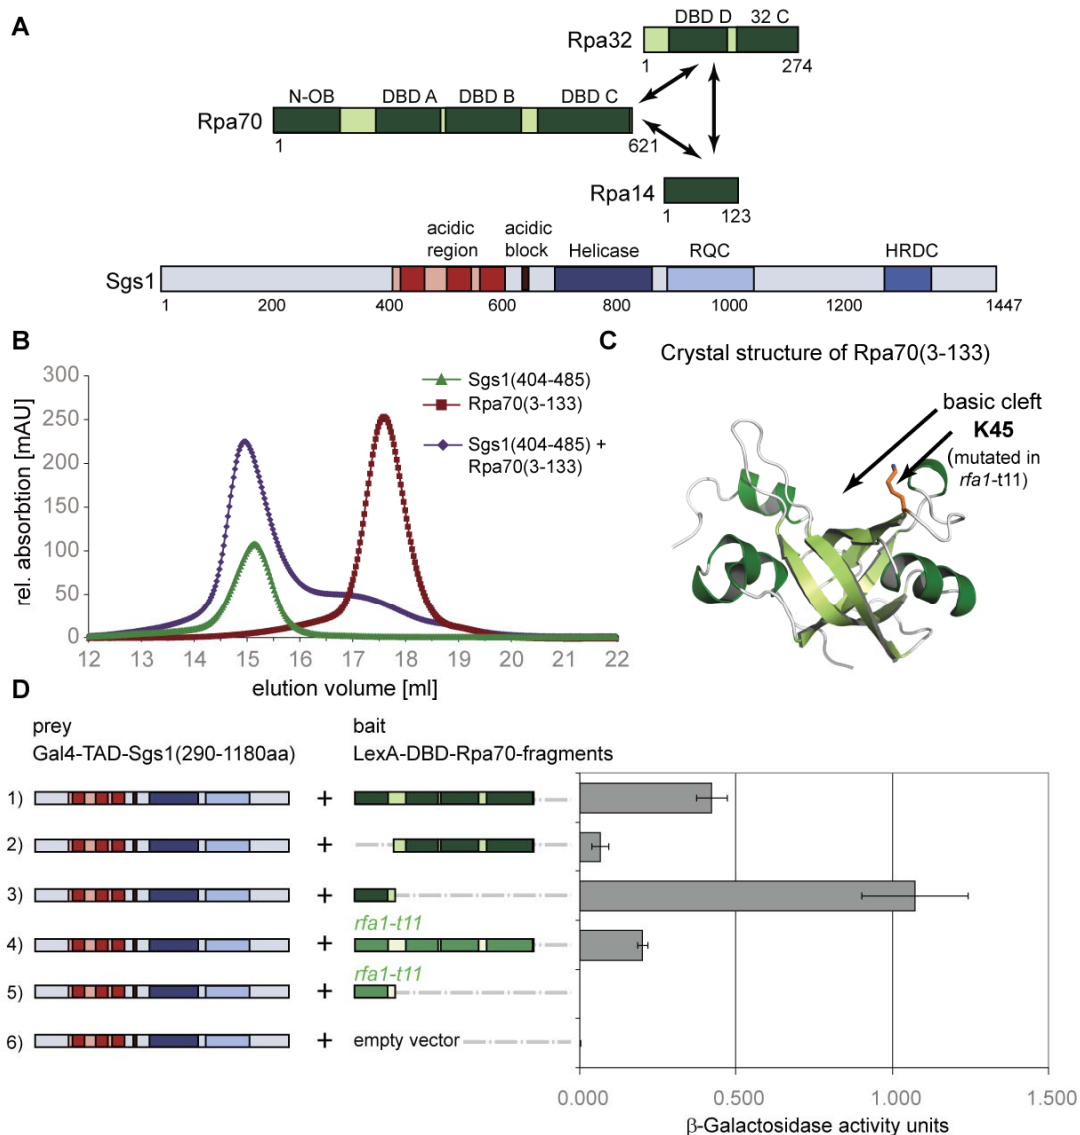 A
DBD D 32 C
Rpa32
1 274
N-OB DBD A DBD B DBD C
Rpa70
1 621
Rpa14
1 123
acidic region acidic block Helicase RQC HRDC
Sgs1
1 200 400 600 800 1000 1200 1447
B
300
250
200
150
100
50
0
rel. absorbtion [mAU]
12 13 14 15 16 17 18 19 20 21 22
elution volume [ml]
Sgs1(404-485)
Rpa70(3-133)
Sgs1(404-485) +
Rpa70(3-133)
C
Crystal structure of Rpa70(3-133)
basic cleft
K45
(mutated in
rfa1-t11)
D
prey
Gal4-TAD-Sgs1(290-1180aa)
bait
LexA-DBD-Rpa70-fragments
1) +
2) +
3) +
rfa1-t11
4) +
rfa1-t11
5) +
6) + empty vector
0.000 0.500 1.000 1.500
β-Galactosidase activity units